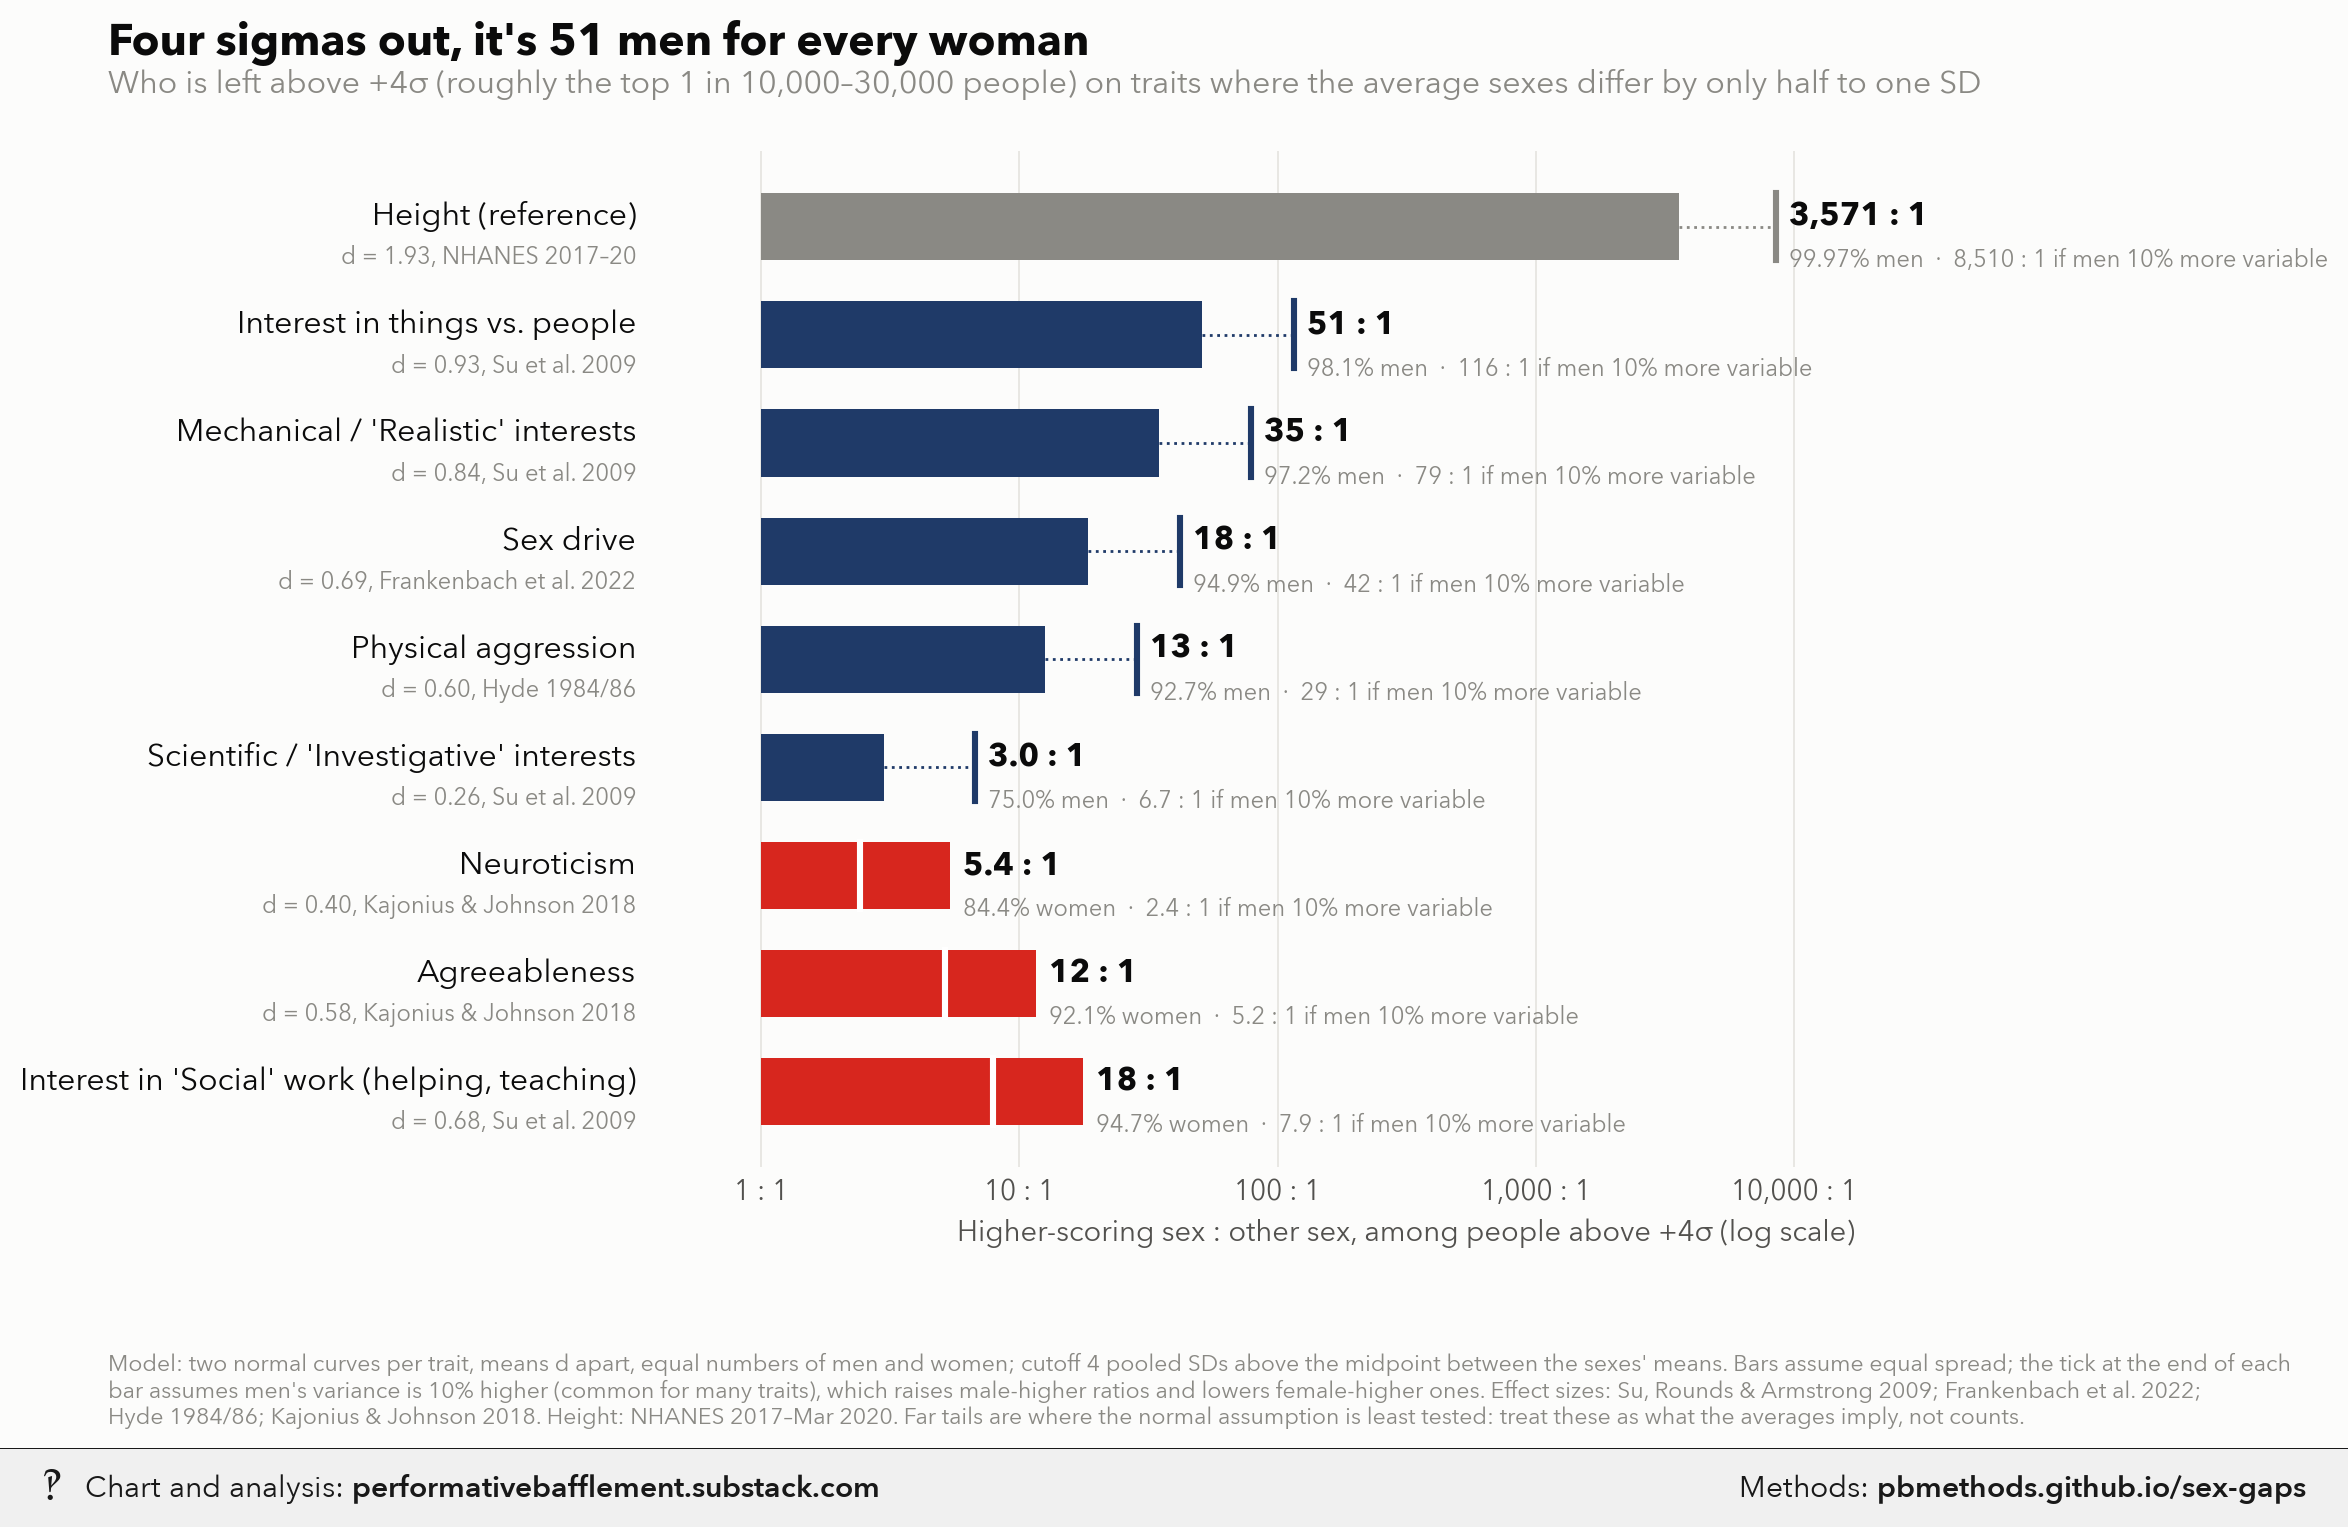 Four sigmas out, it's 51 men for every woman
Who is left above +4σ (roughly the top 1 in 10,000–30,000 people) on traits where the average sexes differ by only half to one SD
Height (reference)
d = 1.93, NHANES 2017–20
3,571 : 1
99.97% men · 8,510 : 1 if men 10% more variable
Interest in things vs. people
d = 0.93, Su et al. 2009
51 : 1
98.1% men · 116 : 1 if men 10% more variable
Mechanical / 'Realistic' interests
d = 0.84, Su et al. 2009
35 : 1
97.2% men · 79 : 1 if men 10% more variable
Sex drive
d = 0.69, Frankenbach et al. 2022
18 : 1
94.9% men · 42 : 1 if men 10% more variable
Physical aggression
d = 0.60, Hyde 1984/86
13 : 1
92.7% men · 29 : 1 if men 10% more variable
Scientific / 'Investigative' interests
d = 0.26, Su et al. 2009
3.0 : 1
75.0% men · 6.7 : 1 if men 10% more variable
Neuroticism
d = 0.40, Kajonius & Johnson 2018
5.4 : 1
84.4% women · 2.4 : 1 if men 10% more variable
Agreeableness
d = 0.58, Kajonius & Johnson 2018
12 : 1
92.1% women · 5.2 : 1 if men 10% more variable
Interest in 'Social' work (helping, teaching)
d = 0.68, Su et al. 2009
18 : 1
94.7% women · 7.9 : 1 if men 10% more variable
1 : 1
10 : 1
100 : 1
1,000 : 1
10,000 : 1
Higher-scoring sex : other sex, among people above +4σ (log scale)
Model: two normal curves per trait, means d apart, equal numbers of men and women; cutoff 4 pooled SDs above the midpoint between the sexes' means. Bars assume equal spread; the tick at the end of each
bar assumes men's variance is 10% higher (common for many traits), which raises male-higher ratios and lowers female-higher ones. Effect sizes: Su, Rounds & Armstrong 2009; Frankenbach et al. 2022;
Hyde 1984/86; Kajonius & Johnson 2018. Height: NHANES 2017–Mar 2020. Far tails are where the normal assumption is least tested: treat these as what the averages imply, not counts.
‽ Chart and analysis: performativebafflement.substack.com
Methods: pbmethods.github.io/sex-gaps